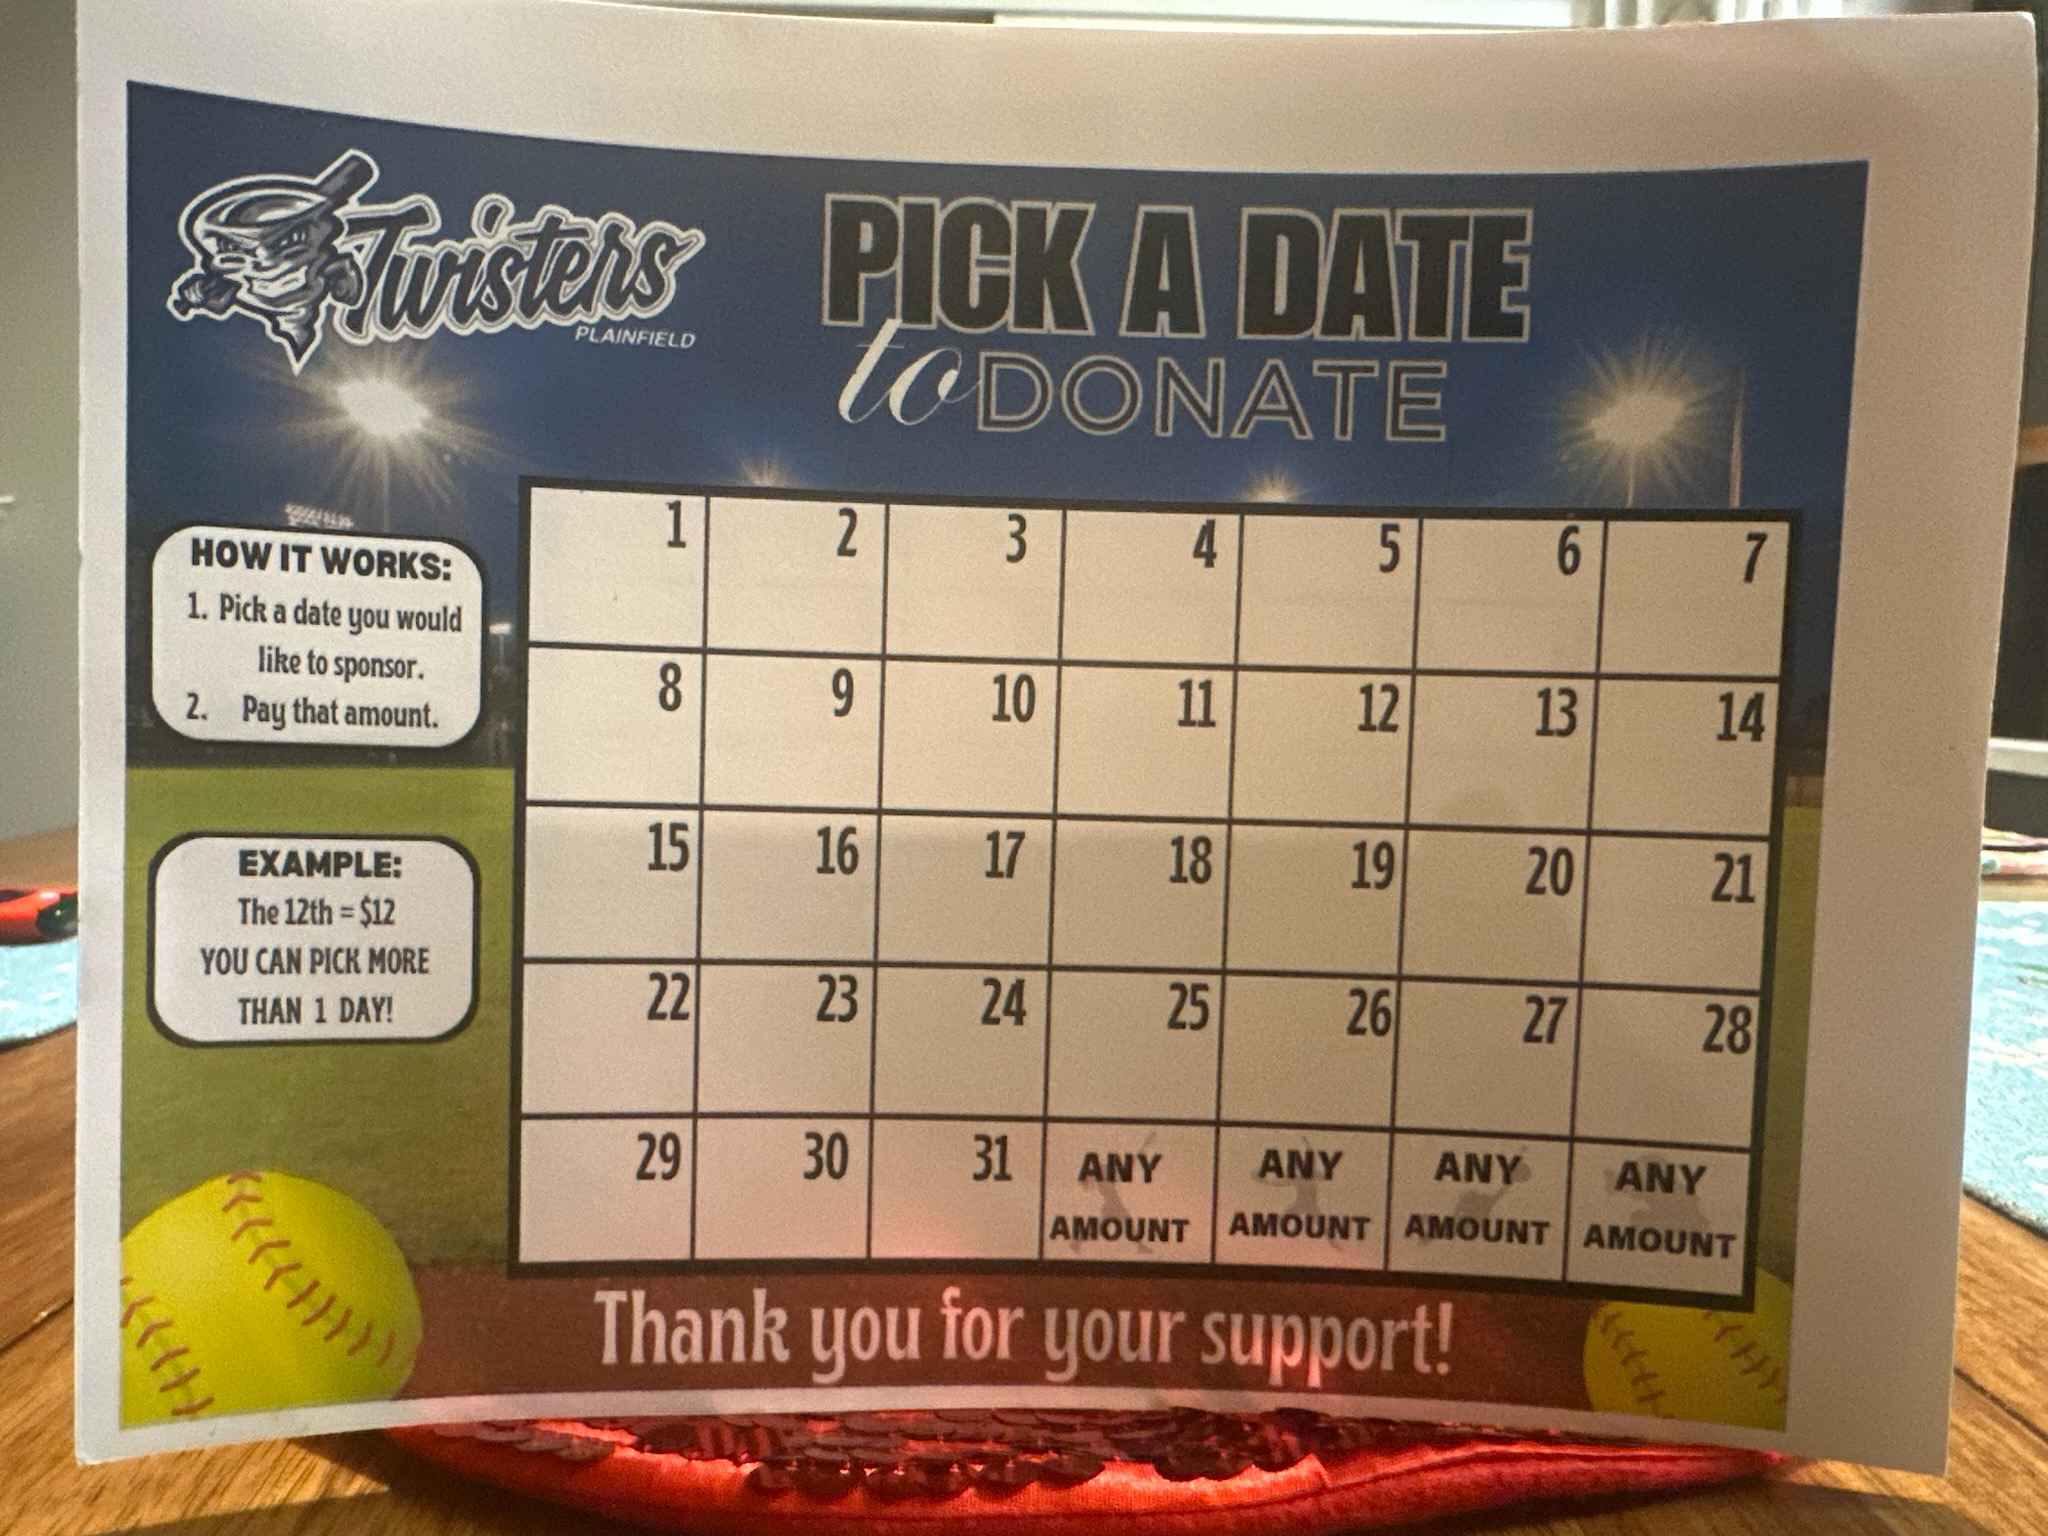 Twisters
PLAINFIELD
PICK A DATE
to DONATE
HOW IT WORKS:
1. Pick a date you would
like to sponsor.
2. Pay that amount.
EXAMPLE:
The 12th = $12
YOU CAN PICK MORE
THAN 1 DAY!
1 2 3 4 5 6 7
8 9 10 11 12 13 14
15 16 17 18 19 20 21
22 23 24 25 26 27 28
29 30 31 ANY ANY ANY ANY
AMOUNT AMOUNT AMOUNT AMOUNT
Thank you for your support!